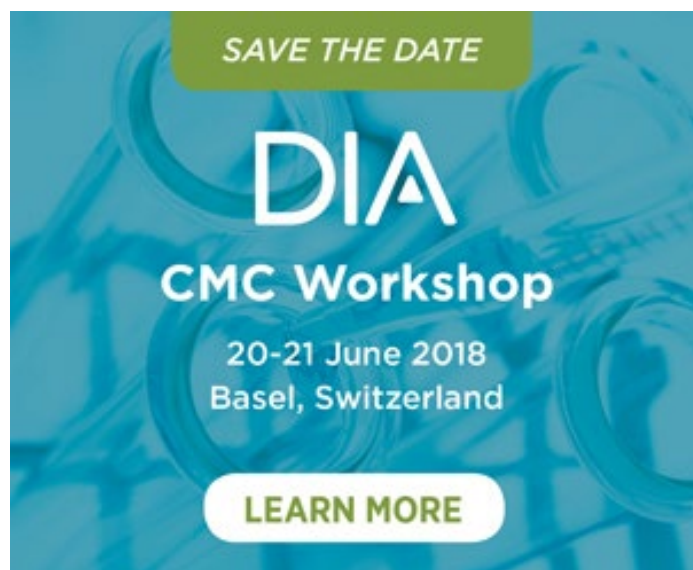 SAVE THE DATE
DIA
CMC Workshop
20-21 June 2018
Basel, Switzerland
LEARN MORE